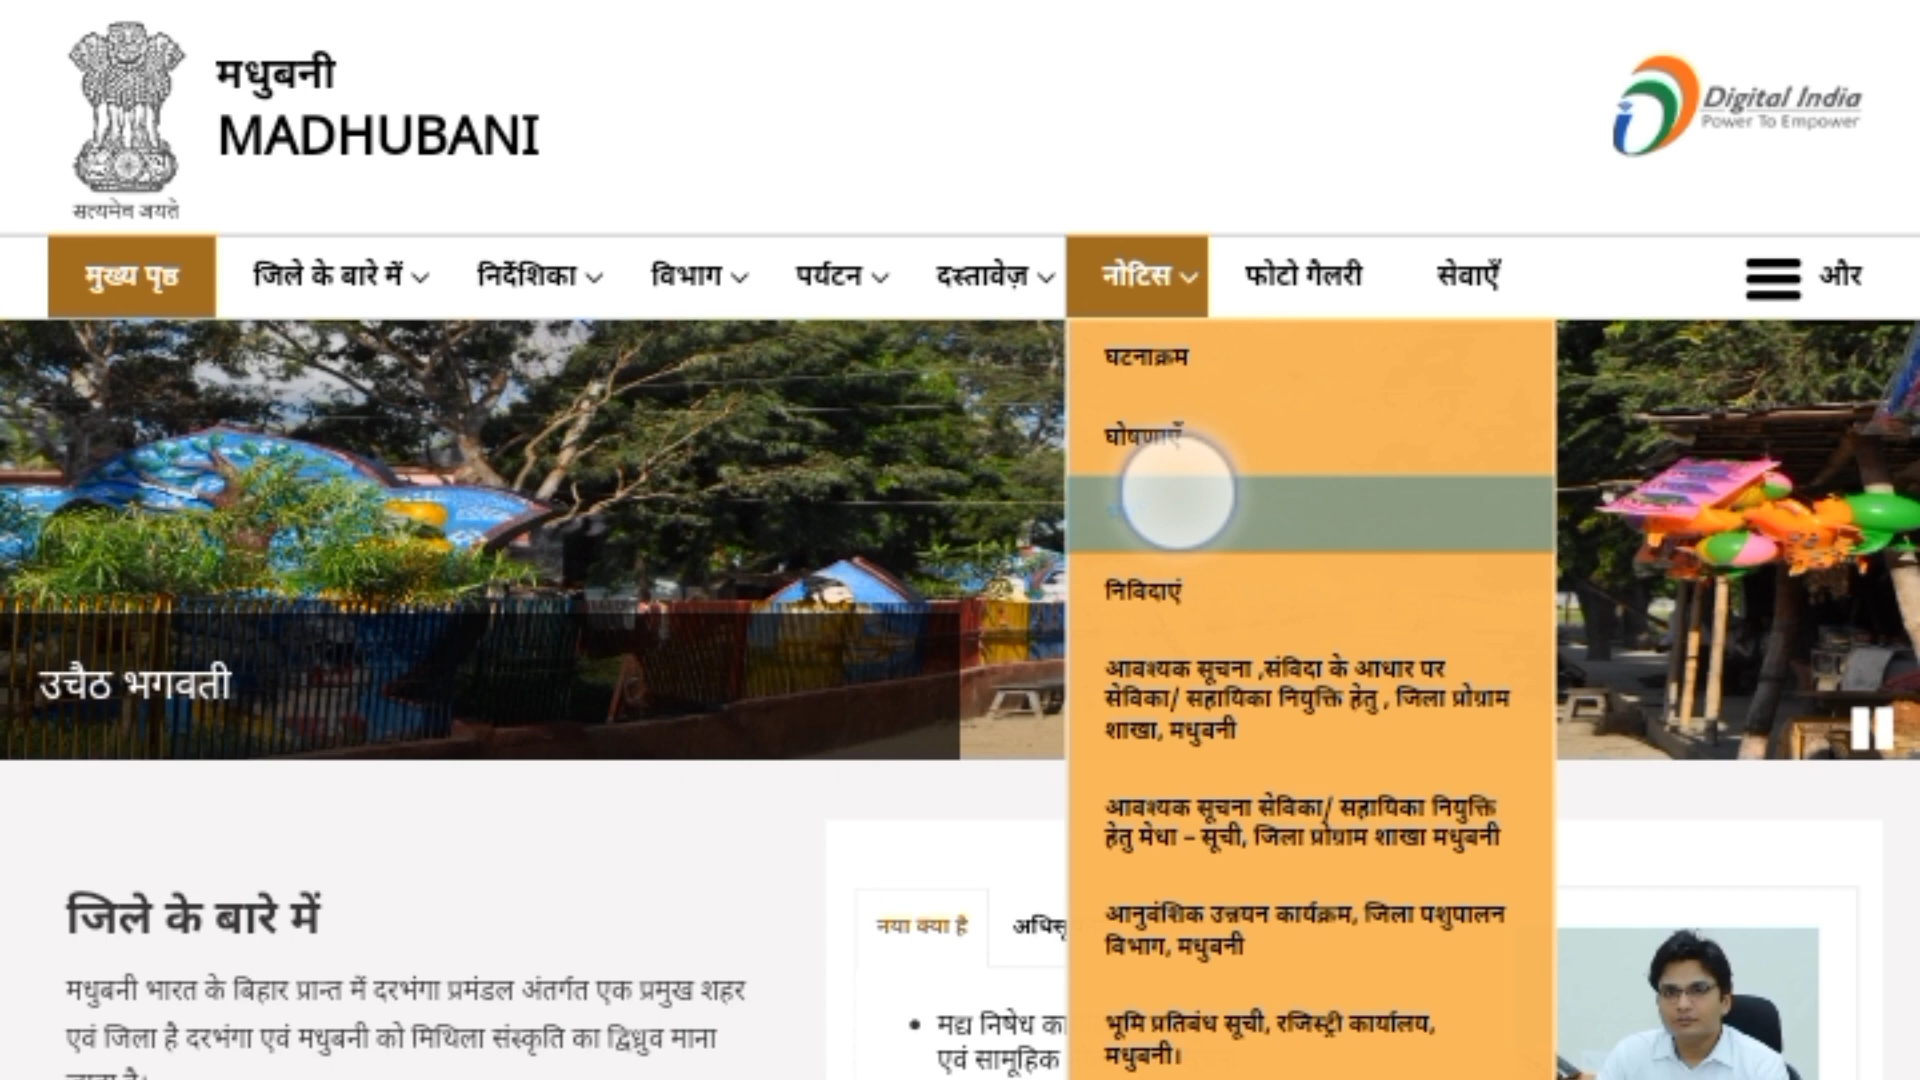 मधुबनी
MADHUBANI
सत्यमेव जयते
Digital India
Power To Empower
मुख्य पृष्ठ
जिले के बारे में
निर्देशिका
विभाग
पर्यटन
दस्तावेज़
नोटिस
फोटो गैलरी
सेवाएँ
और
घटनाक्रम
घोषणाएँ
निविदाएं
आवश्यक सूचना ,संविदा के आधार पर
सेविका/ सहायिका नियुक्ति हेतु , जिला प्रोग्राम
शाखा, मधुबनी
आवश्यक सूचना सेविका/ सहायिका नियुक्ति
हेतु मेधा – सूची, जिला प्रोग्राम शाखा मधुबनी
आनुवंशिक उन्नयन कार्यक्रम, जिला पशुपालन
विभाग, मधुबनी
भूमि प्रतिबंध सूची, रजिस्ट्री कार्यालय,
मधुबनी।
उचैठ भगवती
जिले के बारे में
मधुबनी भारत के बिहार प्रान्त में दरभंगा प्रमंडल अंतर्गत एक प्रमुख शहर
एवं जिला है दरभंगा एवं मधुबनी को मिथिला संस्कृति का द्विध्रुव माना
नया क्या है
मद्य निषेध का
एवं सामूहिक